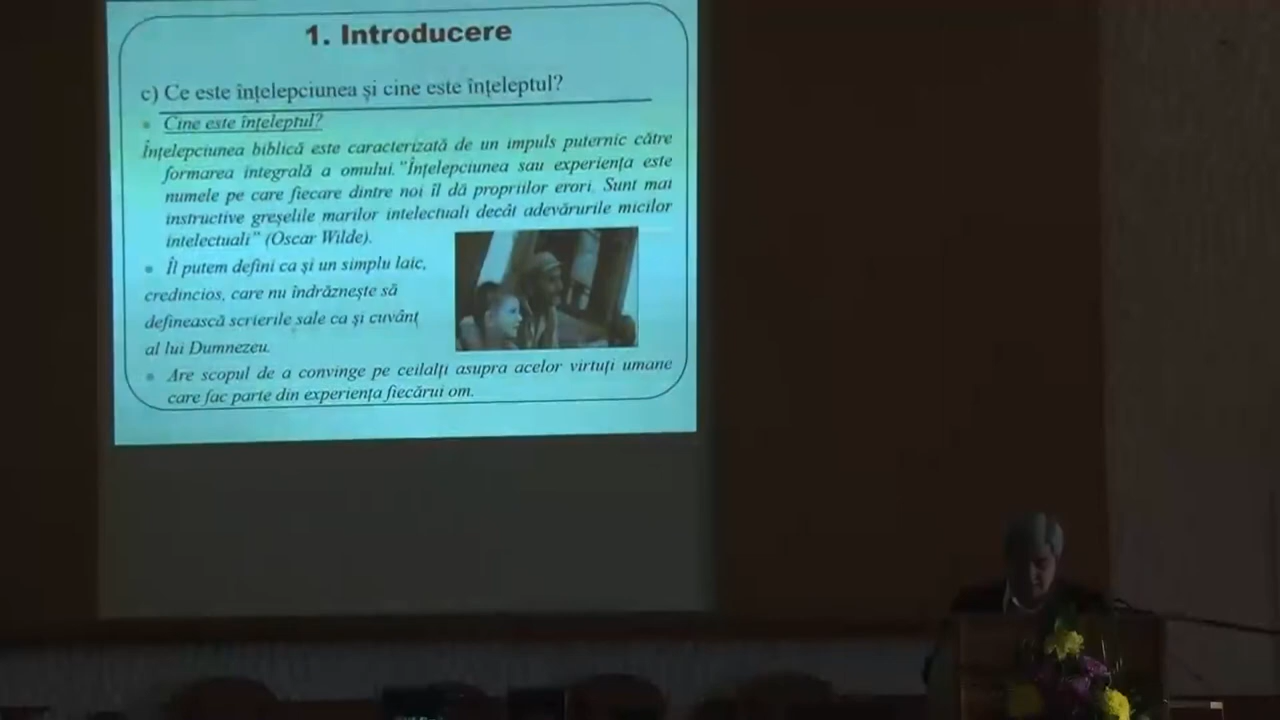 1. Introducere
c) Ce este înțelepciunea și cine este înțeleptul?
Cine este înțeleptul?
Înțelepciunea biblică este caracterizată de un impuls puternic către
formarea integrală a omului. "Înțelepciunea sau experiența este
numele pe care fiecare dintre noi îl dă propriilor erori. Sunt mai
instructive greșelile marilor intelectuali decât adevărurile micilor
intelectuali" (Oscar Wilde).
Îl putem defini ca și un simplu laic,
credincios, care nu îndrăznește să
definească scrierile sale ca și cuvânt
al lui Dumnezeu.
Are scopul de a convinge pe ceilalți asupra acelor virtuți umane
care fac parte din experiența fiecărui om.